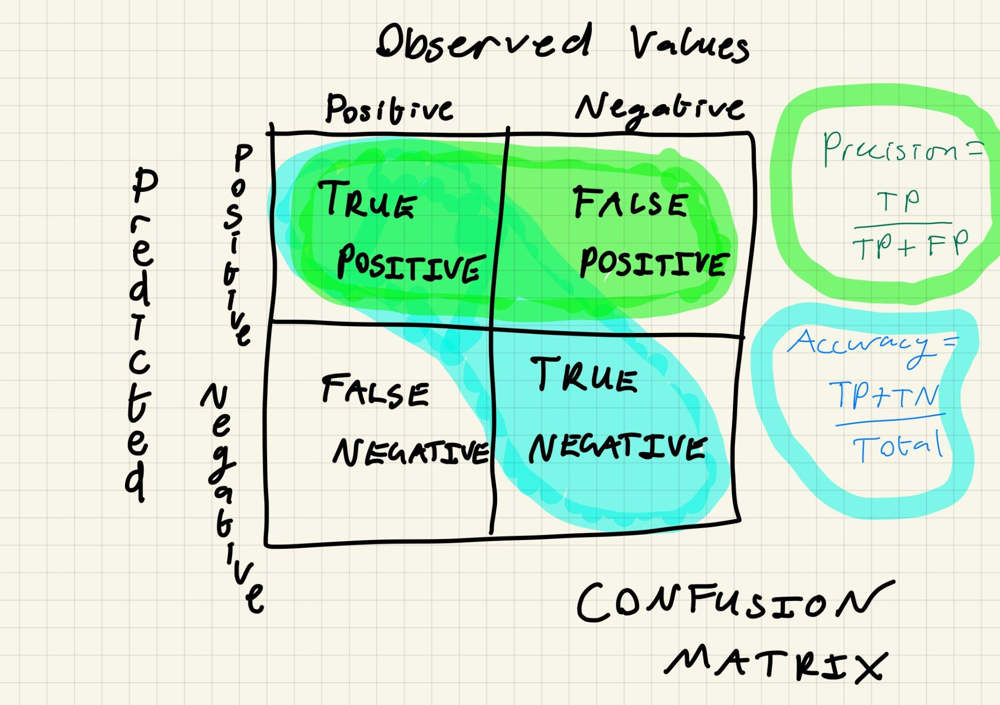 Observed Values
Positive Negative
Predicted
Positive
TRUE
POSITIVE
FALSE
POSITIVE
Negative
FALSE
NEGATIVE
TRUE
NEGATIVE
Precision =
TP
TP + FP
Accuracy =
TP + TN
Total
CONFUSION
MATRIX